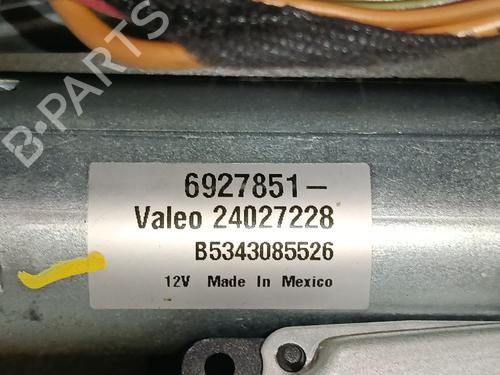 B-PARTS
6927851-
Valeo 24027228
B5343085526
12V Made In Mexico